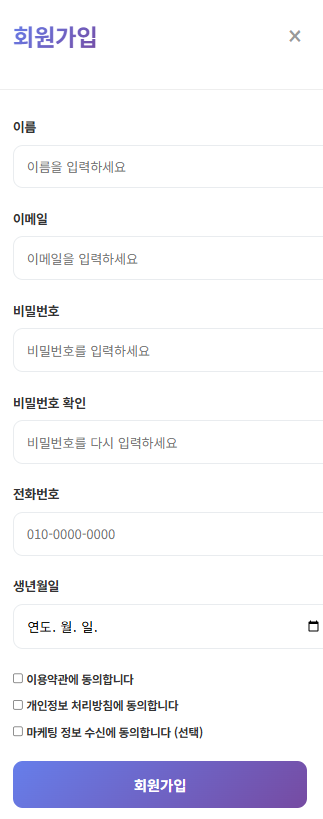 회원가입
×
이름
이름을 입력하세요
이메일
이메일을 입력하세요
비밀번호
비밀번호를 입력하세요
비밀번호 확인
비밀번호를 다시 입력하세요
전화번호
010-0000-0000
생년월일
연도. 월. 일.
이용약관에 동의합니다
개인정보 처리방침에 동의합니다
마케팅 정보 수신에 동의합니다 (선택)
회원가입